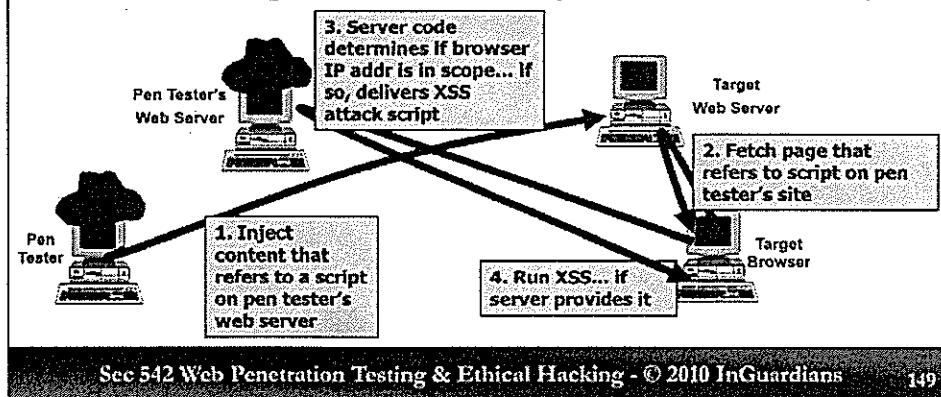 3. Server code
determines if browser
IP addr is in scope... if
so, delivers XSS
attack script
Pen Tester's
Web Server
Target
Web Server
2. Fetch page that
refers to script on pen
tester's site
Pen
Tester
1. Inject
content that
refers to a script
on pen tester's
web server
Target
Browser
4. Run XSS... if
server provides it
Sec 542 Web Penetration Testing & Ethical Hacking - © 2010 InGuardians
149